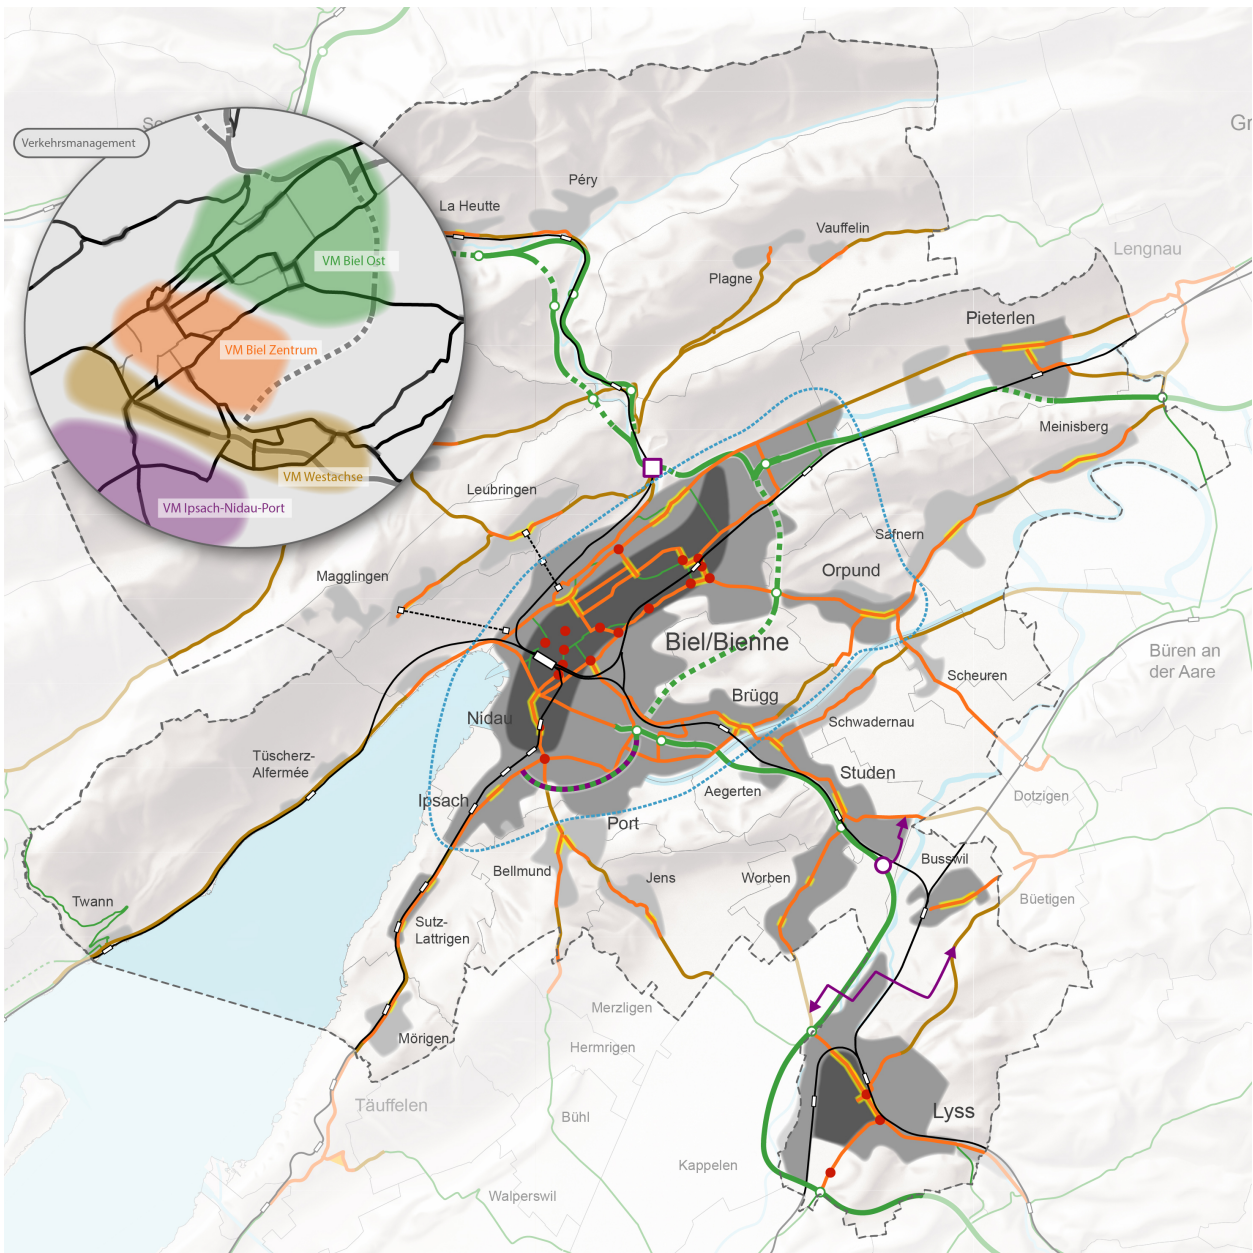 Gr
Verkehrsmanagement
Péry
La Heutte
Vauffelin
Lengnau
VM Biel Ost
Plagne
Pieterlen
VM Biel Zentrum
Meinisberg
VM Westachse
Leubringen
VM Ipsach-Nidau-Port
Safnern
Magglingen
Orpund
Biel/Bienne
Büren an
der Aare
Scheuren
Brügg
Nidau
Schwadernau
Tüscherz-
Alfermée
Studen
Aegerten
Dotzigen
Ipsach
Port
Busswil
Bellmund
Jens
Worben
Twann
Büetigen
Sutz-
Lattrigen
Merzligen
Mörigen
Hermrigen
Täuffelen
Bühl
Lyss
Kappelen
Walperswil